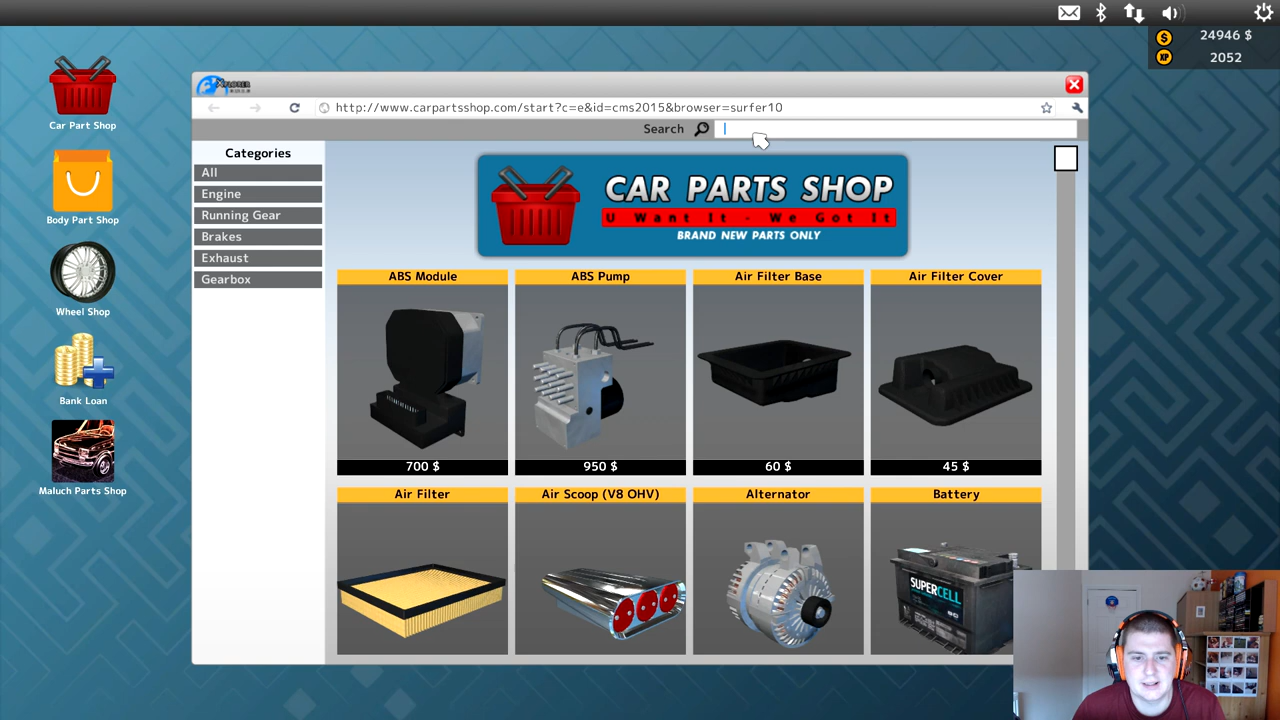 24946 $
XP 2052
XPLORER
http://www.carpartsshop.com/start?c=e&id=cms2015&browser=surfer10
Search
Car Part Shop
Body Part Shop
Wheel Shop
Bank Loan
Maluch Parts Shop
Categories
All
Engine
Running Gear
Brakes
Exhaust
Gearbox
CAR PARTS SHOP
U Want It - We Got It
BRAND NEW PARTS ONLY
ABS Module
ABS Pump
Air Filter Base
Air Filter Cover
700 $
950 $
60 $
45 $
Air Filter
Air Scoop (V8 OHV)
Alternator
Battery
SUPERCELL